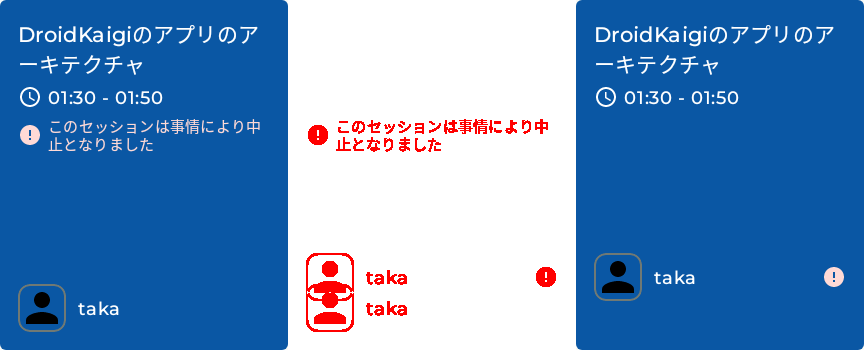 DroidKaigiのアプリのア
ーキテクチャ
01:30 - 01:50
このセッションは事情により中
止となりました
taka
このセッションは事情により中
止となりました
taka
taka
DroidKaigiのアプリのア
ーキテクチャ
01:30 - 01:50
taka